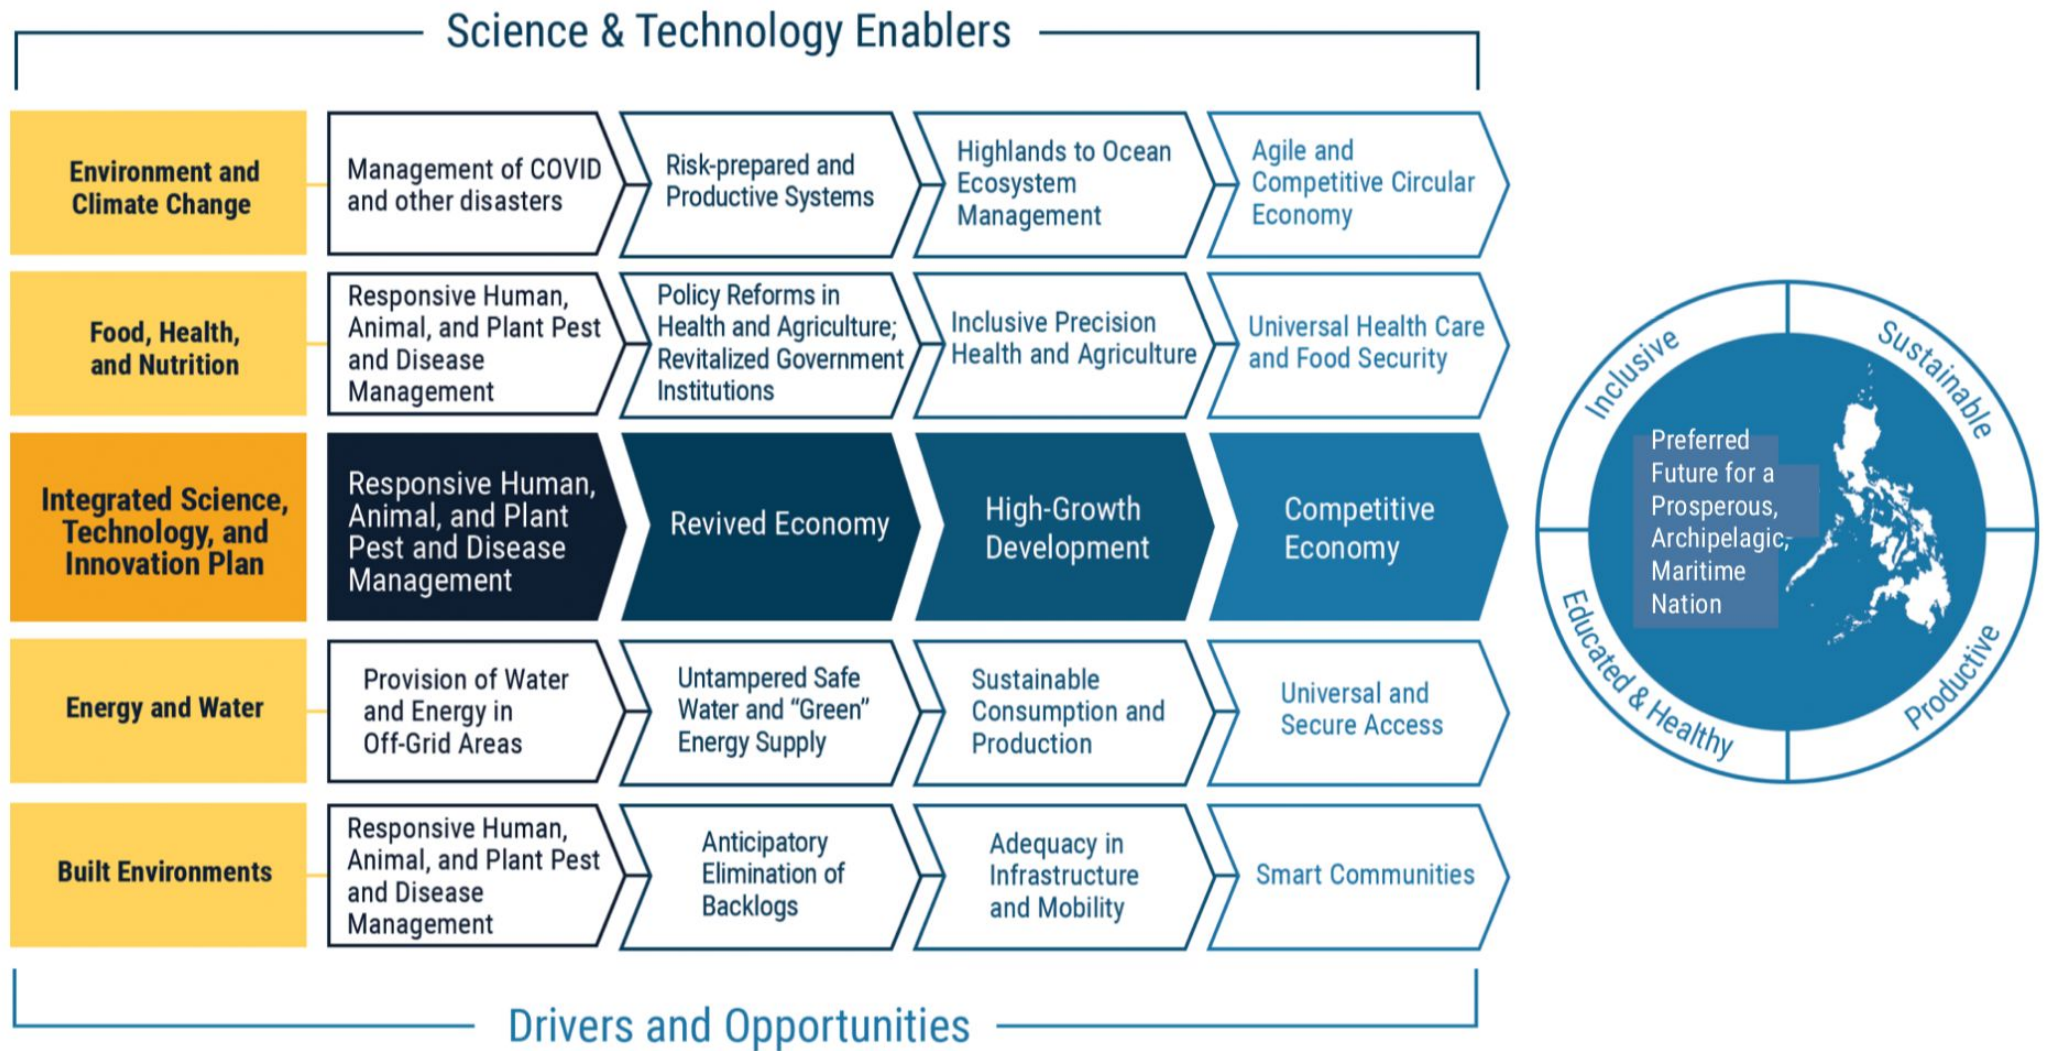 Science & Technology Enablers
Environment and
Climate Change
Management of COVID
and other disasters
Risk-prepared and
Productive Systems
Highlands to Ocean
Ecosystem
Management
Agile and
Competitive Circular
Economy
Food, Health,
and Nutrition
Responsive Human,
Animal, and Plant Pest
and Disease
Management
Policy Reforms in
Health and Agriculture;
Revitalized Government
Institutions
Inclusive Precision
Health and Agriculture
Universal Health Care
and Food Security
Integrated Science,
Technology, and
Innovation Plan
Responsive Human,
Animal, and Plant
Pest and Disease
Management
Revived Economy
High-Growth
Development
Competitive
Economy
Energy and Water
Provision of Water
and Energy in
Off-Grid Areas
Untampered Safe
Water and “Green”
Energy Supply
Sustainable
Consumption and
Production
Universal and
Secure Access
Built Environments
Responsive Human,
Animal, and Plant Pest
and Disease
Management
Anticipatory
Elimination of
Backlogs
Adequacy in
Infrastructure
and Mobility
Smart Communities
Drivers and Opportunities
Inclusive
Sustainable
Preferred
Future for a
Prosperous,
Archipelagic,
Maritime
Nation
Educated & Healthy
Productive